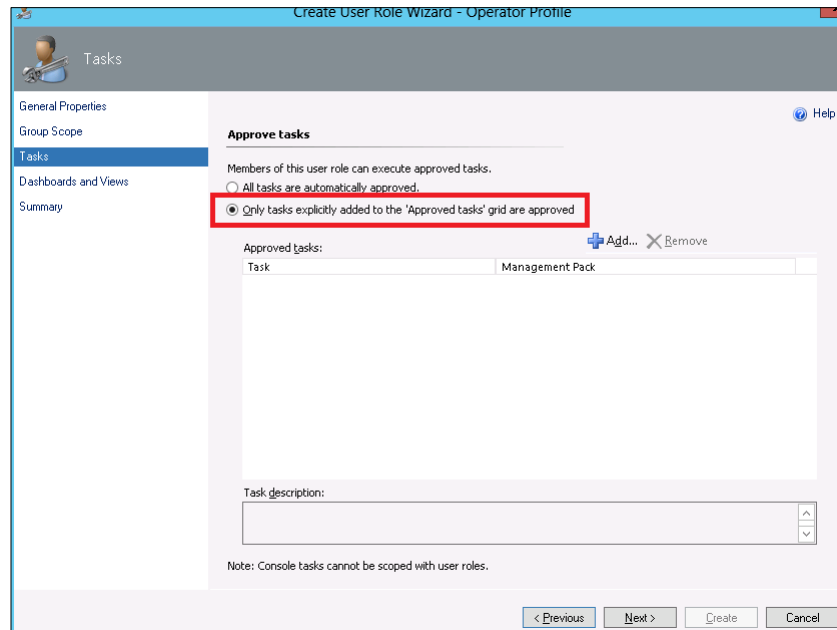 Create User Role Wizard - Operator Profile
Tasks
General Properties
Group Scope
Tasks
Dashboards and Views
Summary
Help
Approve tasks
Members of this user role can execute approved tasks.
All tasks are automatically approved.
Only tasks explicitly added to the 'Approved tasks' grid are approved
Approved tasks:
Add... Remove
Task Management Pack
Task description:
Note: Console tasks cannot be scoped with user roles.
< Previous Next > Create Cancel